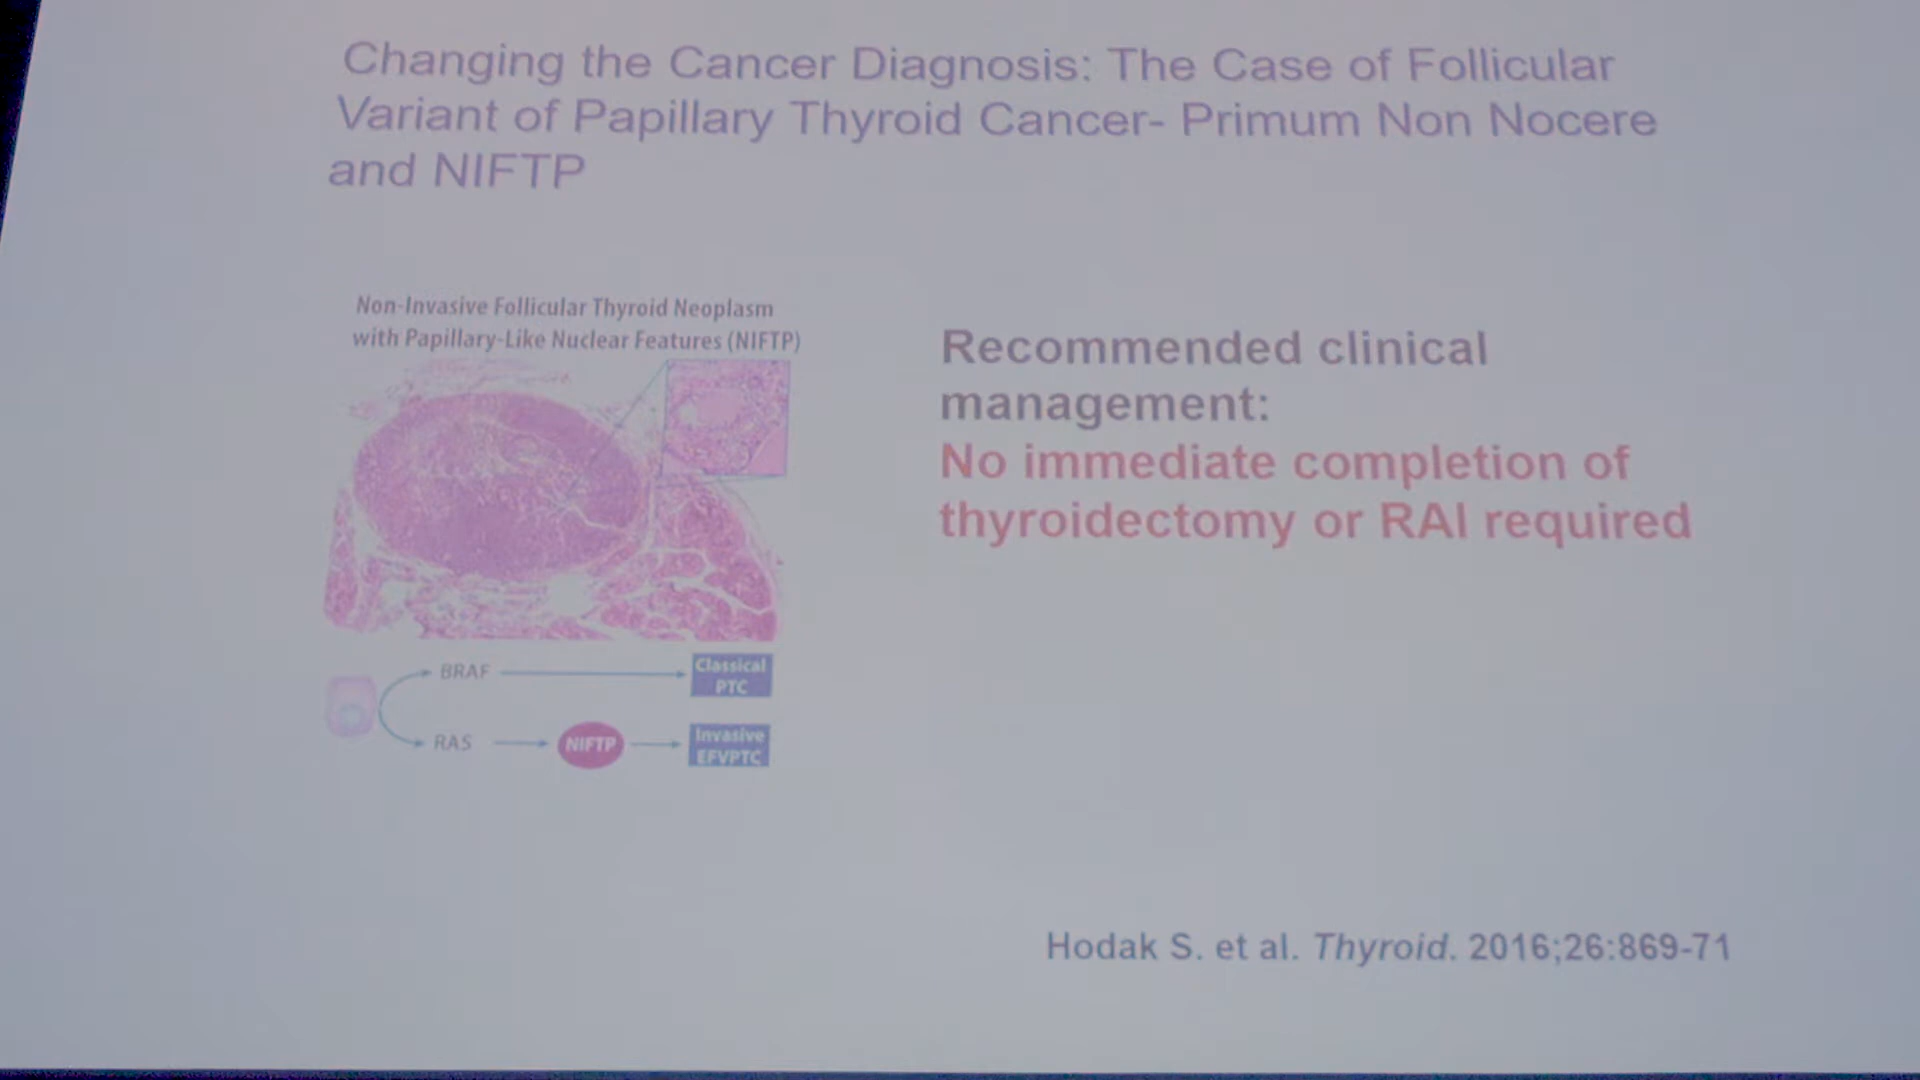 Changing the Cancer Diagnosis: The Case of Follicular
Variant of Papillary Thyroid Cancer- Primum Non Nocere
and NIFTP
Non-Invasive Follicular Thyroid Neoplasm
with Papillary-Like Nuclear Features (NIFTP)
Recommended clinical
management:
No immediate completion of
thyroidectomy or RAI required
BRAF
Classical
PTC
RAS
NIFTP
Invasive
EFVPTC
Hodak S. et al. Thyroid. 2016;26:869-71